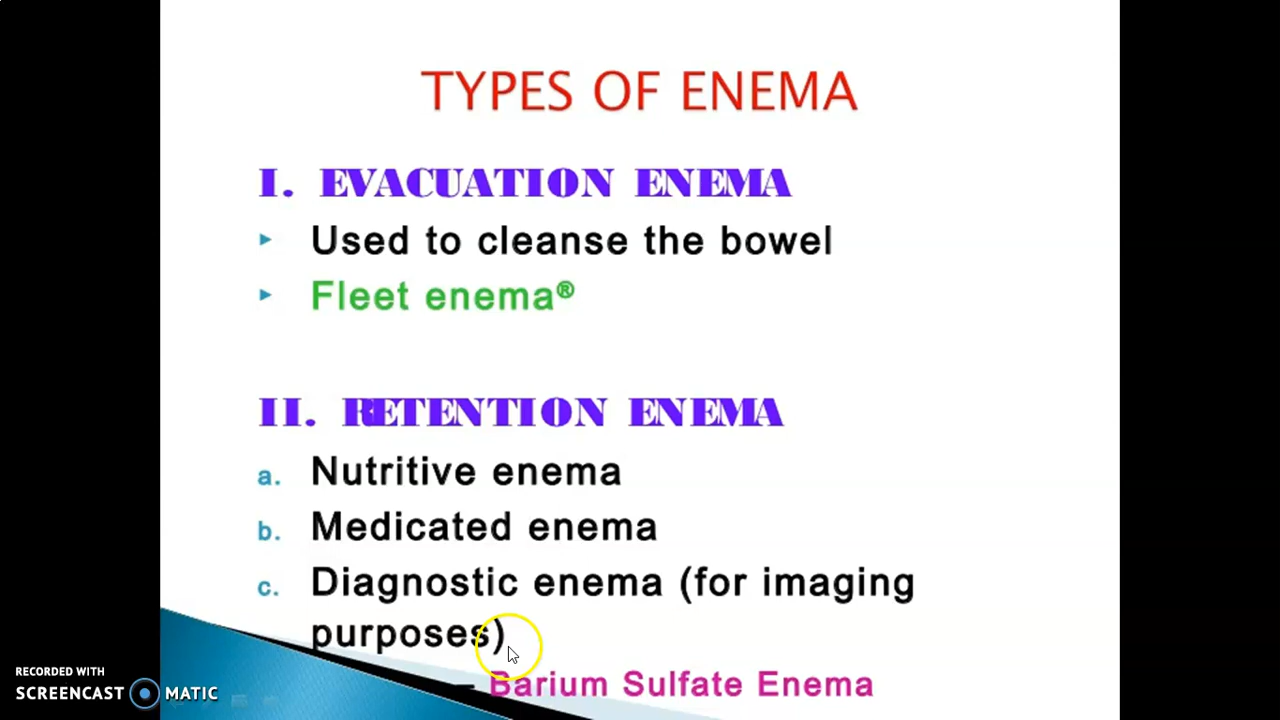 TYPES OF ENEMA
I. EVACUATION ENEMA
Used to cleanse the bowel
Fleet enema®
II. RETENTION ENEMA
a. Nutritive enema
b. Medicated enema
c. Diagnostic enema (for imaging
purposes)
– Barium Sulfate Enema
RECORDED WITH
SCREENCAST MATIC